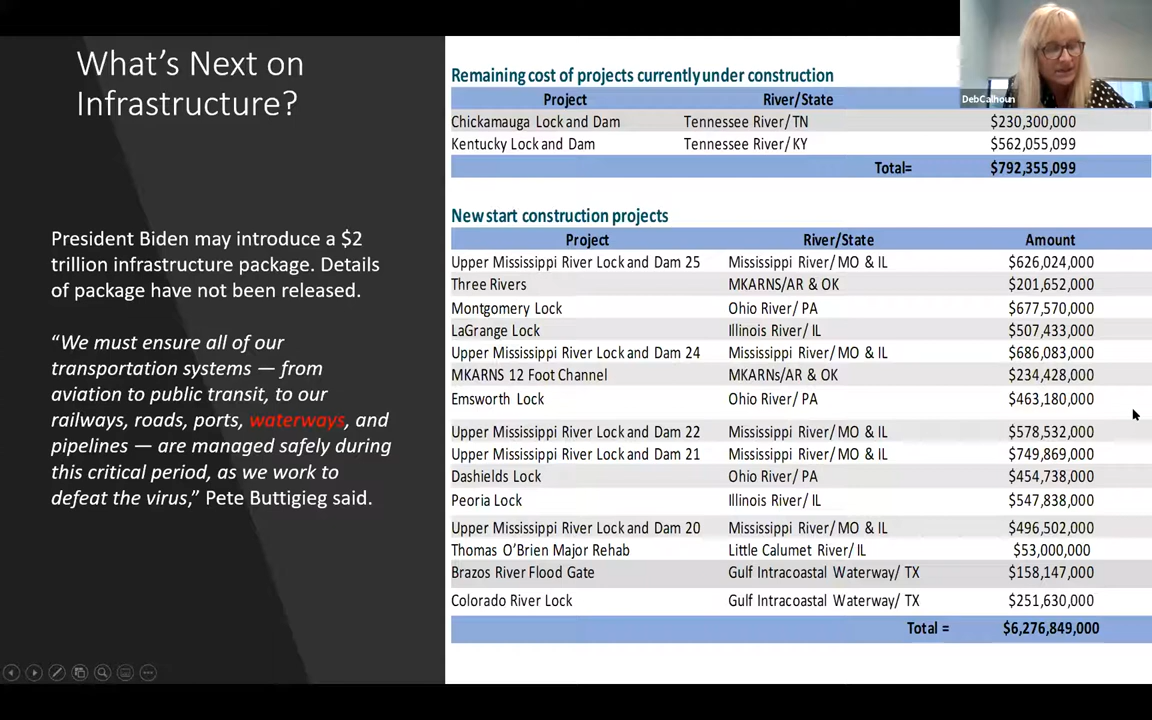 What's Next on
Infrastructure?
President Biden may introduce a $2
trillion infrastructure package. Details
of package have not been released.
“We must ensure all of our
transportation systems — from
aviation to public transit, to our
railways, roads, ports, waterways, and
pipelines — are managed safely during
this critical period, as we work to
defeat the virus,” Pete Buttigieg said.
Remaining cost of projects currently under construction
Project River/State
Chickamauga Lock and Dam Tennessee River/ TN $230,300,000
Kentucky Lock and Dam Tennessee River/ KY $562,055,099
Total= $792,355,099
New start construction projects
Project River/State Amount
Upper Mississippi River Lock and Dam 25 Mississippi River/ MO & IL $626,024,000
Three Rivers MKARNS/AR & OK $201,652,000
Montgomery Lock Ohio River/ PA $677,570,000
LaGrange Lock Illinois River/ IL $507,433,000
Upper Mississippi River Lock and Dam 24 Mississippi River/ MO & IL $686,083,000
MKARNS 12 Foot Channel MKARNs/AR & OK $234,428,000
Emsworth Lock Ohio River/ PA $463,180,000
Upper Mississippi River Lock and Dam 22 Mississippi River/ MO & IL $578,532,000
Upper Mississippi River Lock and Dam 21 Mississippi River/ MO & IL $749,869,000
Dashields Lock Ohio River/ PA $454,738,000
Peoria Lock Illinois River/ IL $547,838,000
Upper Mississippi River Lock and Dam 20 Mississippi River/ MO & IL $496,502,000
Thomas O'Brien Major Rehab Little Calumet River/ IL $53,000,000
Brazos River Flood Gate Gulf Intracoastal Waterway/ TX $158,147,000
Colorado River Lock Gulf Intracoastal Waterway/ TX $251,630,000
Total = $6,276,849,000
DebCalhoun